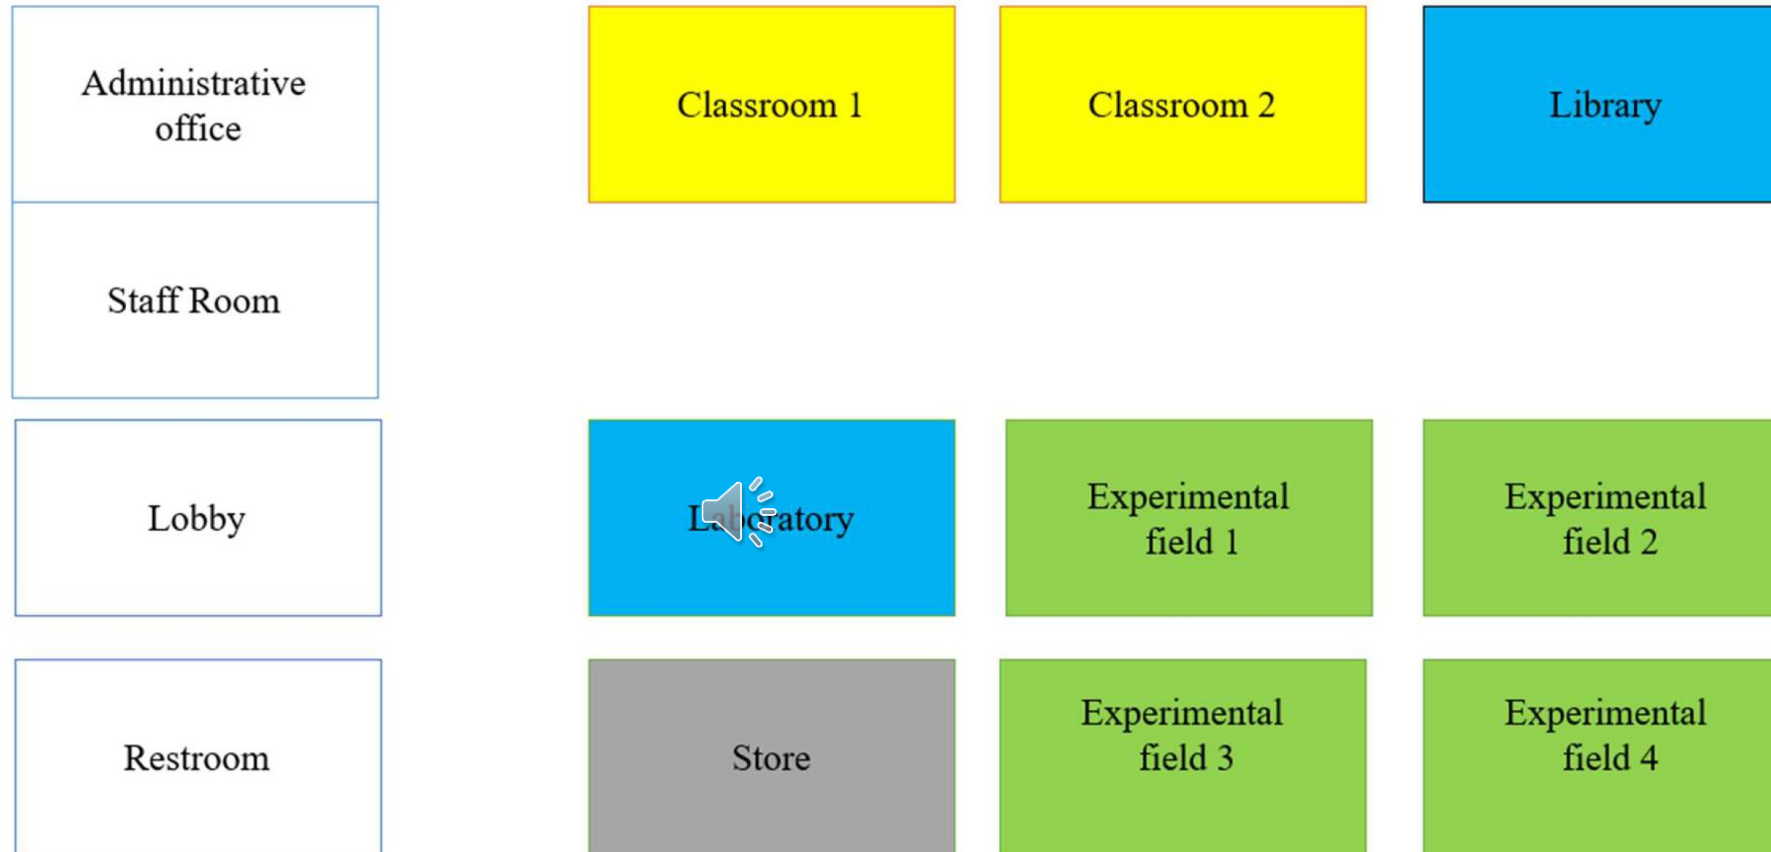 Administrative
office
Classroom 1
Classroom 2
Library
Staff Room
Lobby
Laboratory
Experimental
field 1
Experimental
field 2
Restroom
Store
Experimental
field 3
Experimental
field 4